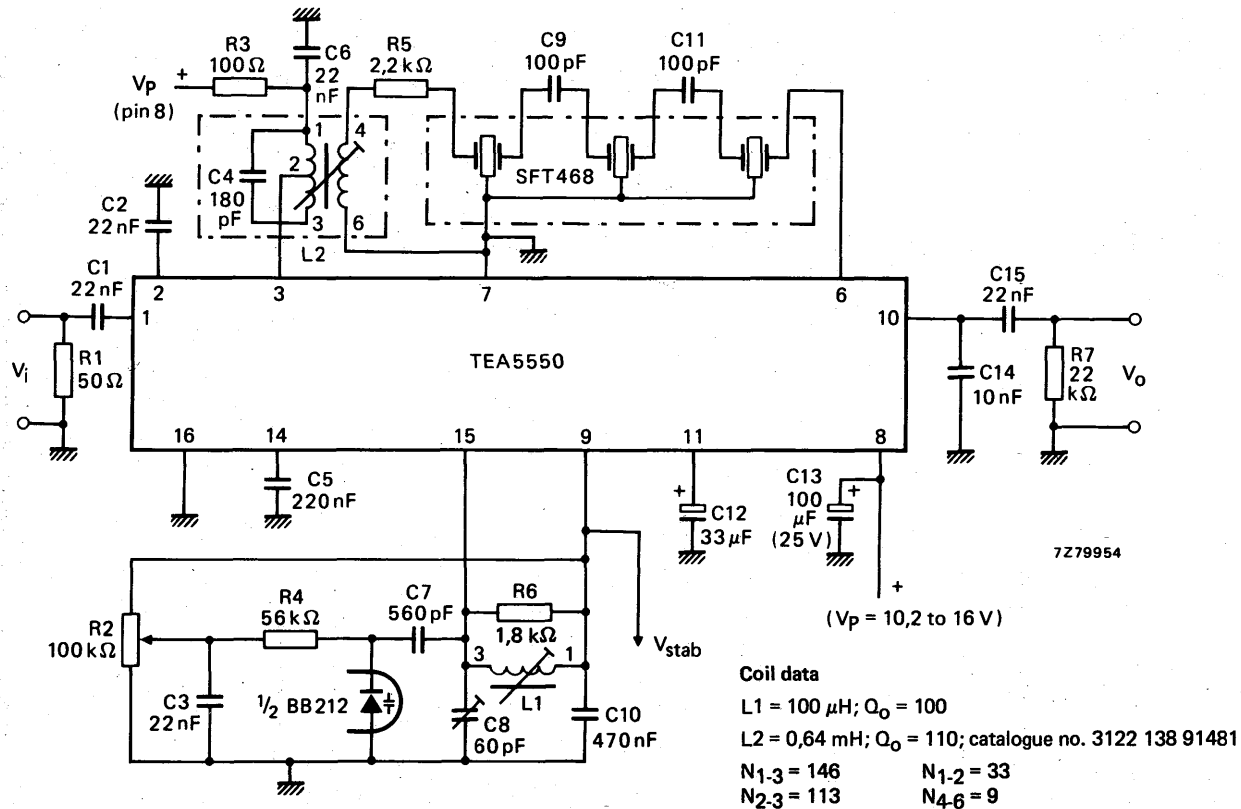 C6
22
nF
R3
100Ω
R5
2,2 kΩ
C9
100 pF
C11
100 pF
VP
+
(pin 8)
1
4
2
C4
180
pF
3
6
L2
SFT468
C2
22 nF
C1
22 nF
2
3
7
6
1
10
C15
22 nF
Vi
R1
50Ω
TEA5550
C14
10 nF
R7
22
kΩ
Vo
16
14
15
9
11
8
C5
220 nF
+
C12
33 μF
C13
100
μF
(25 V)
+
7Z79954
+
(VP = 10,2 to 16 V)
R2
100 kΩ
R4
56 kΩ
C7
560 pF
R6
1,8 kΩ
3
1
L1
Vstab
C3
22 nF
½ BB212
C8
60 pF
C10
470 nF
Coil data
L1 = 100 μH; Qo = 100
L2 = 0,64 mH; Qo = 110; catalogue no. 3122 138 91481
N1-3 = 146 N1-2 = 33
N2-3 = 113 N4-6 = 9